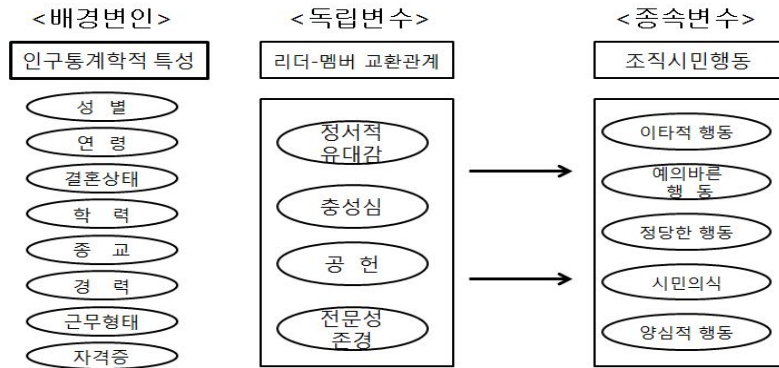 <배경변인>
인구통계학적 특성
성 별
연 령
결혼상태
학 력
종 교
경 력
근무형태
자격증
<독립변수>
리더-멤버 교환관계
정서적
유대감
충성심
공 헌
전문성
존경
<종속변수>
조직시민행동
이타적 행동
예의바른
행 동
정당한 행동
시민의식
양심적 행동